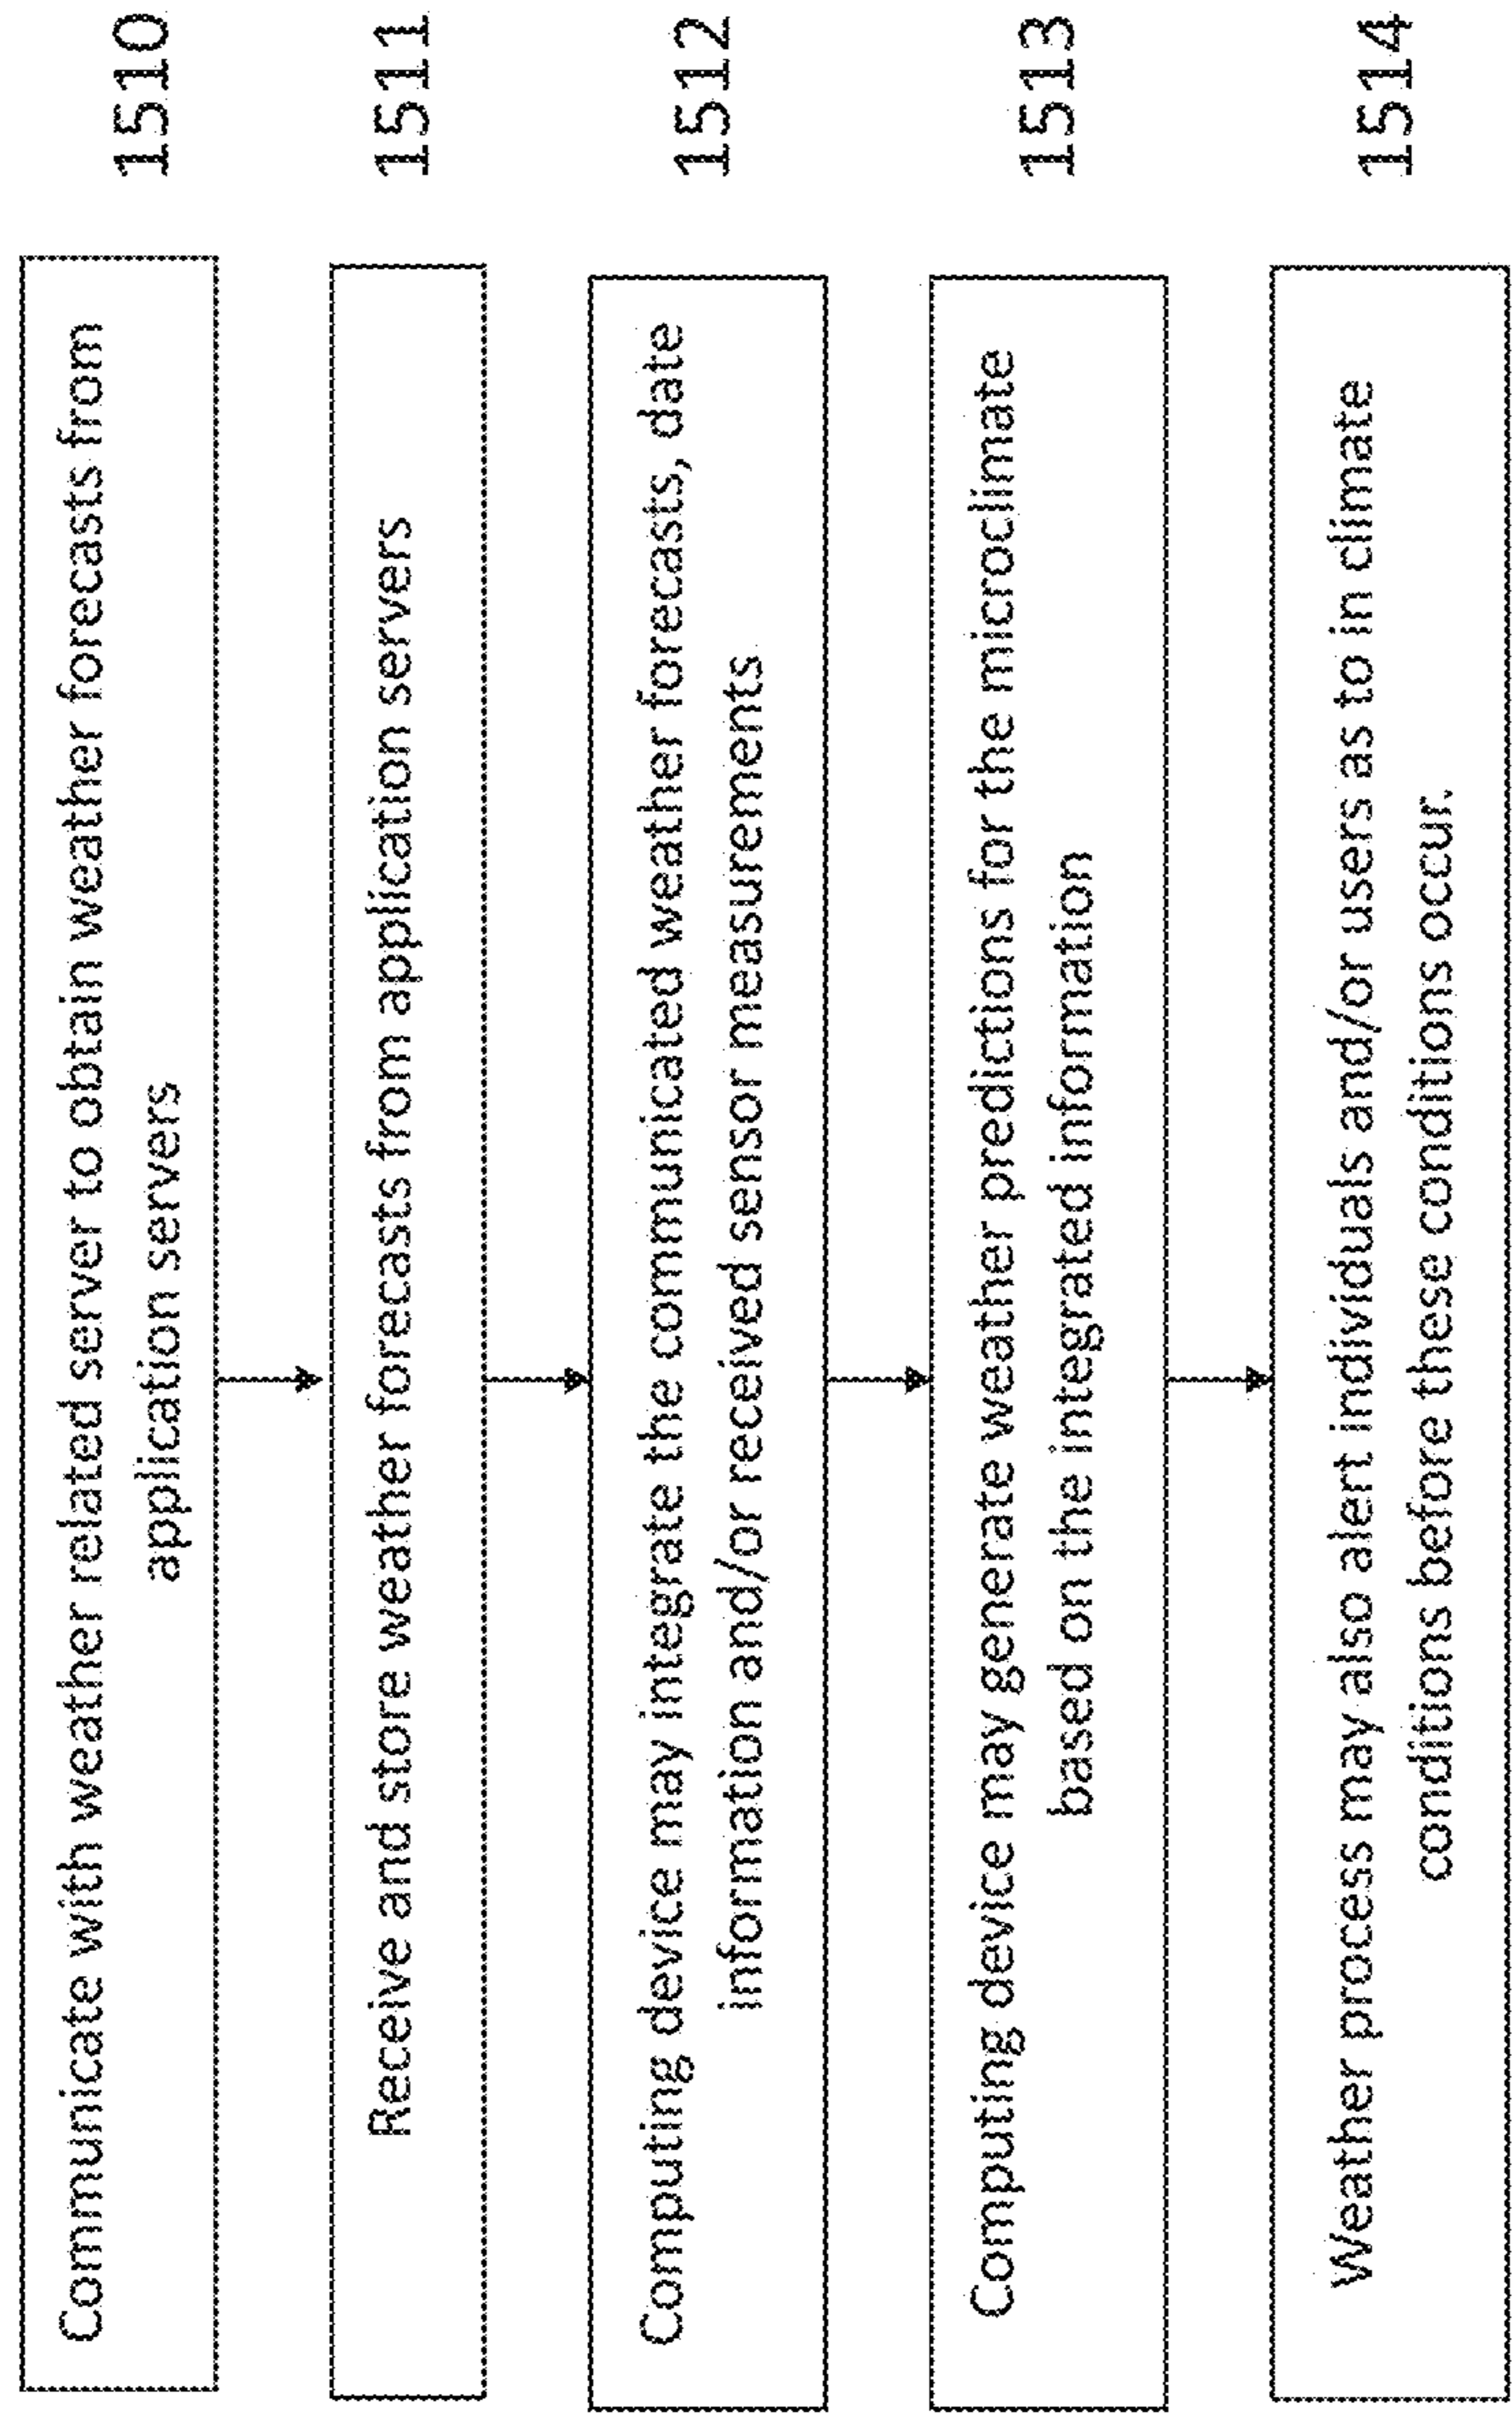 Communicate with weather related server to obtain weather forecasts from
application servers
1510
Receive and store weather forecasts from application servers
1511
Computing device may integrate the communicated weather forecasts, date
information and/or received sensor measurements
1512
Computing device may generate weather predictions for the microclimate
based on the integrated information
1513
Weather process may also alert individuals and/or users as to in climate
conditions before these conditions occur.
1514